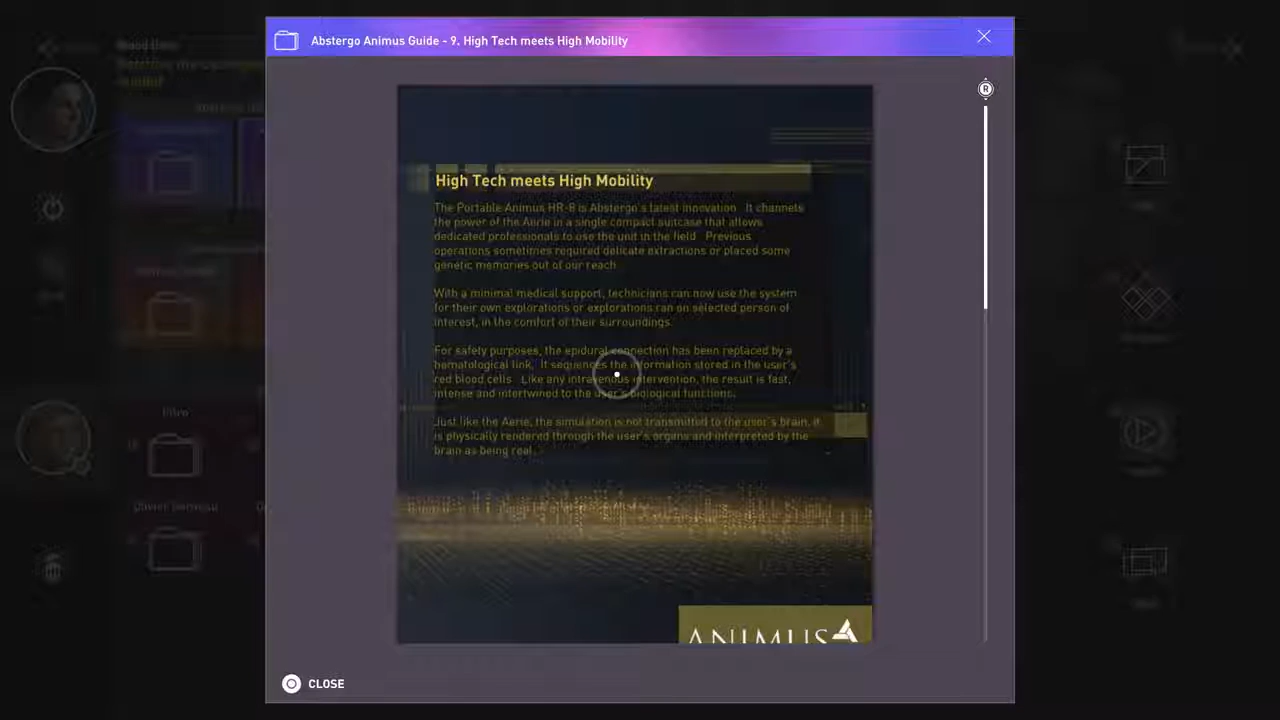 Abstergo Animus Guide - 9. High Tech meets High Mobility
High Tech meets High Mobility
The Portable Animus HR-8 is Abstergo's latest innovation. It channels
the power of the Aerie in a single compact suitcase that allows
dedicated professionals to use the unit in the field. Previous
operations sometimes required delicate extractions or placed some
genetic memories out of our reach.
With a minimal medical support, technicians can now use the system
for their own explorations or explorations can on selected person of
interest, in the comfort of their surroundings.
For safety purposes, the epidural connection has been replaced by a
hematological link. It sequences the information stored in the user's
red blood cells. Like any intravenous intervention, the result is fast,
intense and intertwined to the user's biological functions.
Just like the Aerie, the simulation is not transmitted to the user's brain, it
is physically rendered through the user's organs and interpreted by the
brain as being real.
ANIMUS
R
Intro
CLOSE